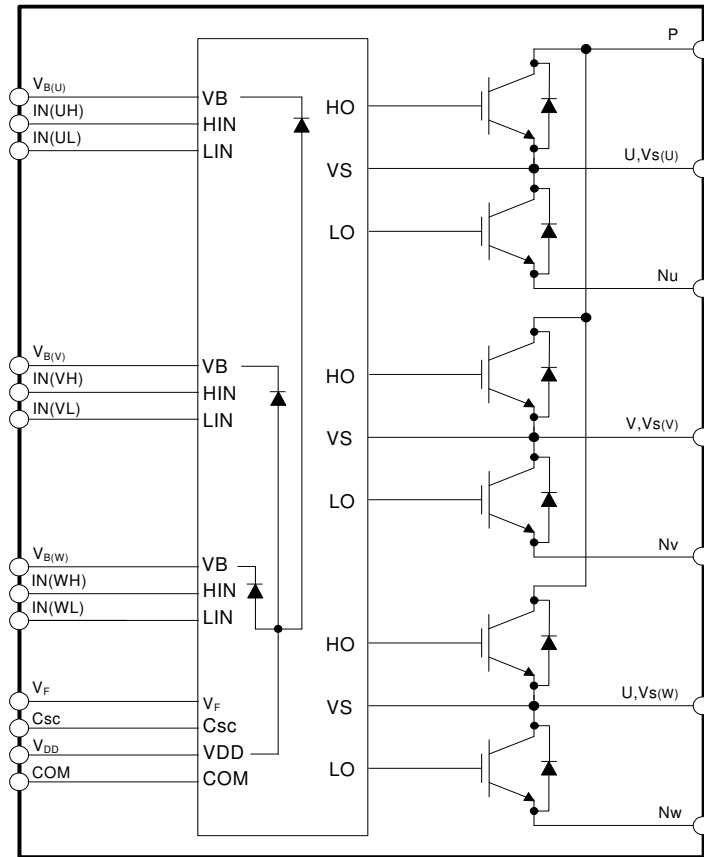 P
VB(U)
VB
IN(UH)
HIN
HO
IN(UL)
LIN
VS
U,Vs(U)
LO
Nu
VB(V)
VB
IN(VH)
HIN
HO
IN(VL)
LIN
VS
V,Vs(V)
LO
Nv
VB(W)
VB
IN(WH)
HIN
IN(WL)
LIN
HO
VF
VF
VS
U,Vs(W)
Csc
Csc
VDD
VDD
LO
COM
COM
Nw